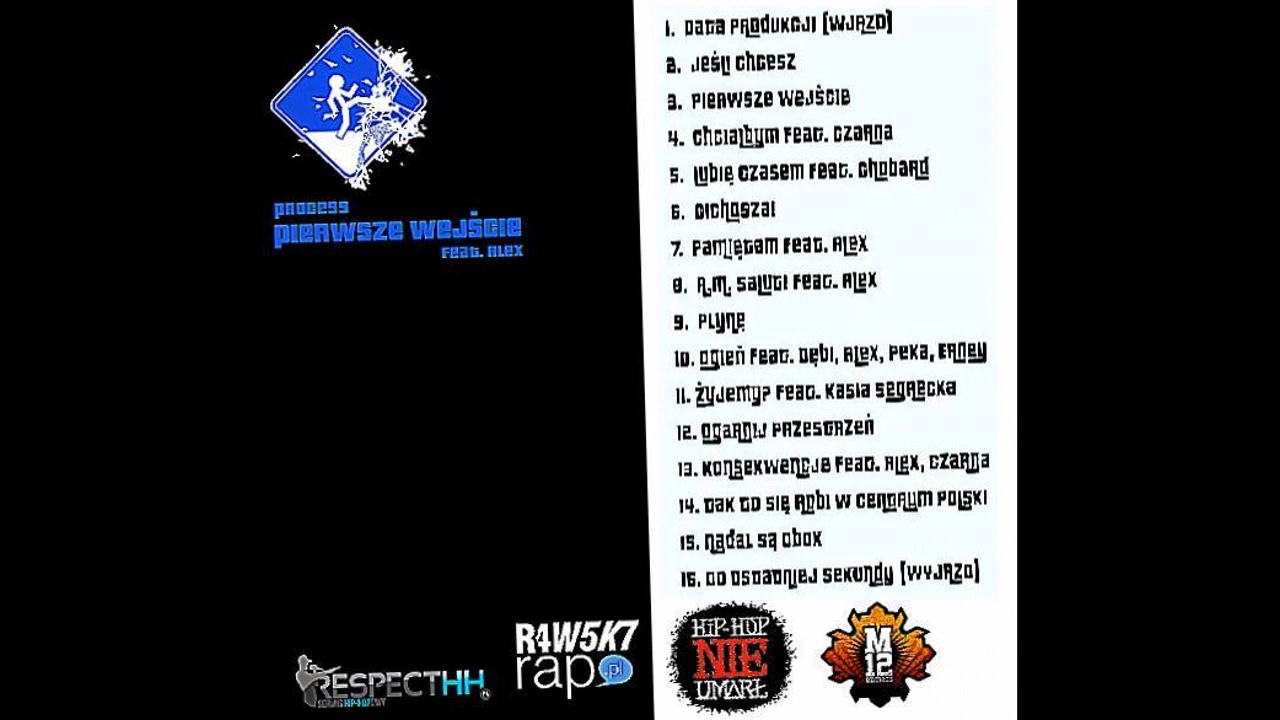 process
pierwsze wejście
feat. Alex
1. Data produkcji (wjazd)
2. Jeśli chcesz
3. Pierwsze wejście
4. Chciałbym feat. Czarna
5. Lubię czasem feat. Chobard
6.
7. Pamiętam feat. Alex
8. A.M. Salut! feat. Alex
9. Płynę
10. Ogień feat. Dębi, Alex, Peka, Erney
11. Żyjemy? feat. Kasia Segrecka
12. Ogarnij przestrzeń
13. Konsekwencje feat. Alex, Czarna
14. Tak to się robi w centrum Polski
15. Nadal są obok
16. Do ostatniej sekundy (wyjazd)
RESPECTHH
R4W5K7
rap.pl
HIP-HOP
NIE
UMARŁ
M
12